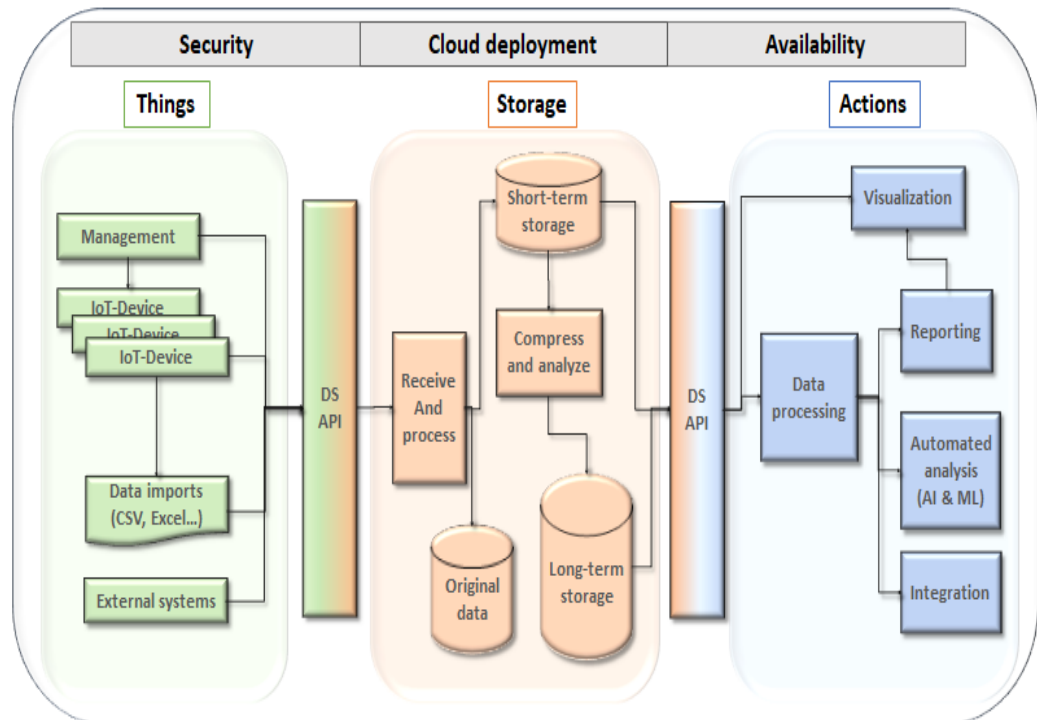 Security
Cloud deployment
Availability
Things
Storage
Actions
Management
IoT-Device
IoT-Device
IoT-Device
Data imports
(CSV, Excel...)
External systems
DS
API
Receive
And
process
Short-term
storage
Compress
and analyze
Original
data
Long-term
storage
DS
API
Visualization
Data
processing
Reporting
Automated
analysis
(AI & ML)
Integration